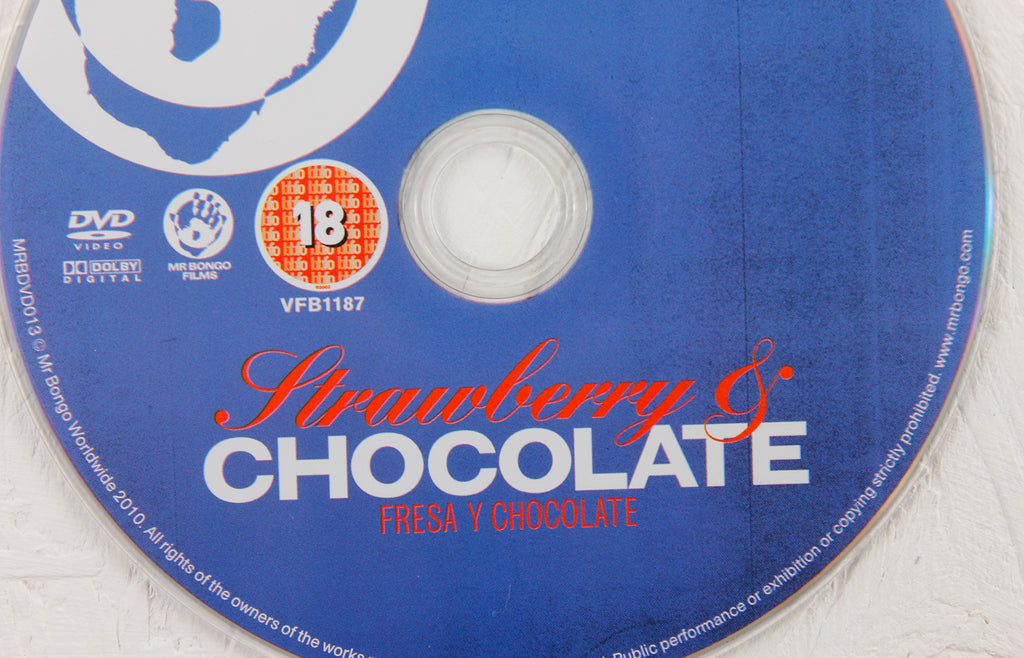 DVD
VIDEO
DOLBY
DIGITAL
MR BONGO
FILMS
18
VFB1187
Strawberry &
CHOCOLATE
FRESA Y CHOCOLATE
MRBDVD013 © Mr Bongo Worldwide 2010. All rights of the owners of the works
Public performance or exhibition or copying strictly prohibited. www.mrbongo.com